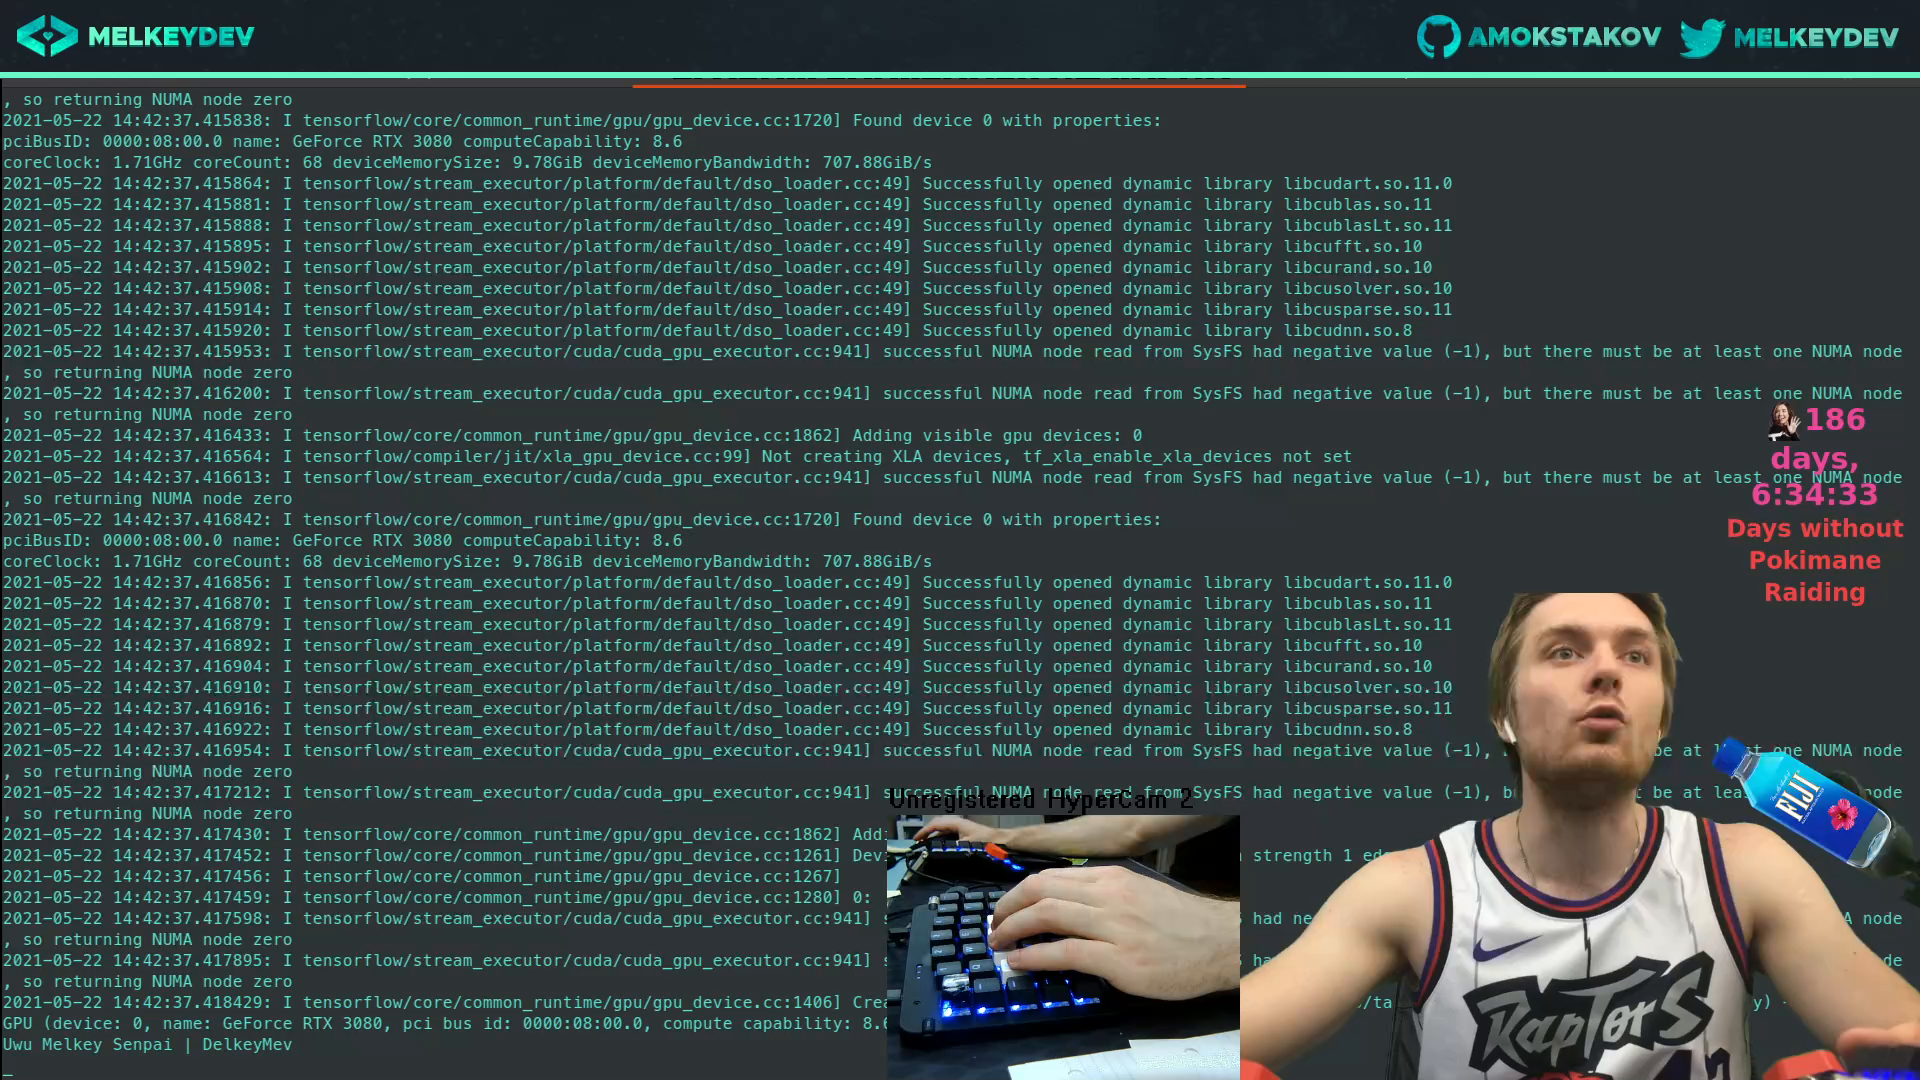 MELKEYDEV
AMOKSTAKOV
MELKEYDEV
, so returning NUMA node zero
2021-05-22 14:42:37.415838: I tensorflow/core/common_runtime/gpu/gpu_device.cc:1720] Found device 0 with properties:
pciBusID: 0000:08:00.0 name: GeForce RTX 3080 computeCapability: 8.6
coreClock: 1.71GHz coreCount: 68 deviceMemorySize: 9.78GiB deviceMemoryBandwidth: 707.88GiB/s
2021-05-22 14:42:37.415864: I tensorflow/stream_executor/platform/default/dso_loader.cc:49] Successfully opened dynamic library libcudart.so.11.0
2021-05-22 14:42:37.415881: I tensorflow/stream_executor/platform/default/dso_loader.cc:49] Successfully opened dynamic library libcublas.so.11
2021-05-22 14:42:37.415888: I tensorflow/stream_executor/platform/default/dso_loader.cc:49] Successfully opened dynamic library libcublasLt.so.11
2021-05-22 14:42:37.415895: I tensorflow/stream_executor/platform/default/dso_loader.cc:49] Successfully opened dynamic library libcufft.so.10
2021-05-22 14:42:37.415902: I tensorflow/stream_executor/platform/default/dso_loader.cc:49] Successfully opened dynamic library libcurand.so.10
2021-05-22 14:42:37.415908: I tensorflow/stream_executor/platform/default/dso_loader.cc:49] Successfully opened dynamic library libcusolver.so.10
2021-05-22 14:42:37.415914: I tensorflow/stream_executor/platform/default/dso_loader.cc:49] Successfully opened dynamic library libcusparse.so.11
2021-05-22 14:42:37.415920: I tensorflow/stream_executor/platform/default/dso_loader.cc:49] Successfully opened dynamic library libcudnn.so.8
2021-05-22 14:42:37.415953: I tensorflow/stream_executor/cuda/cuda_gpu_executor.cc:941] successful NUMA node read from SysFS had negative value (-1), but there must be at least one NUMA node
, so returning NUMA node zero
2021-05-22 14:42:37.416200: I tensorflow/stream_executor/cuda/cuda_gpu_executor.cc:941] successful NUMA node read from SysFS had negative value (-1), but there must be at least one NUMA node
, so returning NUMA node zero
2021-05-22 14:42:37.416433: I tensorflow/core/common_runtime/gpu/gpu_device.cc:1862] Adding visible gpu devices: 0
2021-05-22 14:42:37.416564: I tensorflow/compiler/jit/xla_gpu_device.cc:99] Not creating XLA devices, tf_xla_enable_xla_devices not set
2021-05-22 14:42:37.416613: I tensorflow/stream_executor/cuda/cuda_gpu_executor.cc:941] successful NUMA node read from SysFS had negative value (-1), but there must be at least one NUMA node
, so returning NUMA node zero
2021-05-22 14:42:37.416842: I tensorflow/core/common_runtime/gpu/gpu_device.cc:1720] Found device 0 with properties:
pciBusID: 0000:08:00.0 name: GeForce RTX 3080 computeCapability: 8.6
coreClock: 1.71GHz coreCount: 68 deviceMemorySize: 9.78GiB deviceMemoryBandwidth: 707.88GiB/s
2021-05-22 14:42:37.416856: I tensorflow/stream_executor/platform/default/dso_loader.cc:49] Successfully opened dynamic library libcudart.so.11.0
2021-05-22 14:42:37.416870: I tensorflow/stream_executor/platform/default/dso_loader.cc:49] Successfully opened dynamic library libcublas.so.11
2021-05-22 14:42:37.416879: I tensorflow/stream_executor/platform/default/dso_loader.cc:49] Successfully opened dynamic library libcublasLt.so.11
2021-05-22 14:42:37.416892: I tensorflow/stream_executor/platform/default/dso_loader.cc:49] Successfully opened dynamic library libcufft.so.10
2021-05-22 14:42:37.416904: I tensorflow/stream_executor/platform/default/dso_loader.cc:49] Successfully opened dynamic library libcurand.so.10
2021-05-22 14:42:37.416910: I tensorflow/stream_executor/platform/default/dso_loader.cc:49] Successfully opened dynamic library libcusolver.so.10
2021-05-22 14:42:37.416916: I tensorflow/stream_executor/platform/default/dso_loader.cc:49] Successfully opened dynamic library libcusparse.so.11
2021-05-22 14:42:37.416922: I tensorflow/stream_executor/platform/default/dso_loader.cc:49] Successfully opened dynamic library libcudnn.so.8
2021-05-22 14:42:37.416954: I tensorflow/stream_executor/cuda/cuda_gpu_executor.cc:941] successful NUMA node read from SysFS had negative value (-1), be at least one NUMA node
, so returning NUMA node zero
2021-05-22 14:42:37.417212: I tensorflow/stream_executor/cuda/cuda_gpu_executor.cc:941] successful NUMA node read from SysFS had negative value (-1), be at node
, so returning NUMA node zero
2021-05-22 14:42:37.417430: I tensorflow/core/common_runtime/gpu/gpu_device.cc:1862]
2021-05-22 14:42:37.417452: I tensorflow/core/common_runtime/gpu/gpu_device.cc:1261] strength 1
2021-05-22 14:42:37.417456: I tensorflow/core/common_runtime/gpu/gpu_device.cc:1267]
2021-05-22 14:42:37.417459: I tensorflow/core/common_runtime/gpu/gpu_device.cc:1280] 0:
2021-05-22 14:42:37.417598: I tensorflow/stream_executor/cuda/cuda_gpu_executor.cc:941] had node
, so returning NUMA node zero
2021-05-22 14:42:37.417895: I tensorflow/stream_executor/cuda/cuda_gpu_executor.cc:941] node
, so returning NUMA node zero
2021-05-22 14:42:37.418429: I tensorflow/core/common_runtime/gpu/gpu_device.cc:1406]
GPU (device: 0, name: GeForce RTX 3080, pci bus id: 0000:08:00.0, compute capability: 8.6
Uwu Melkey Senpai | DelkeyMev
186
days,
6:34:33
Days without
Pokimane
Raiding
Unregistered HyperCam 2
FIJI
RAPTORS